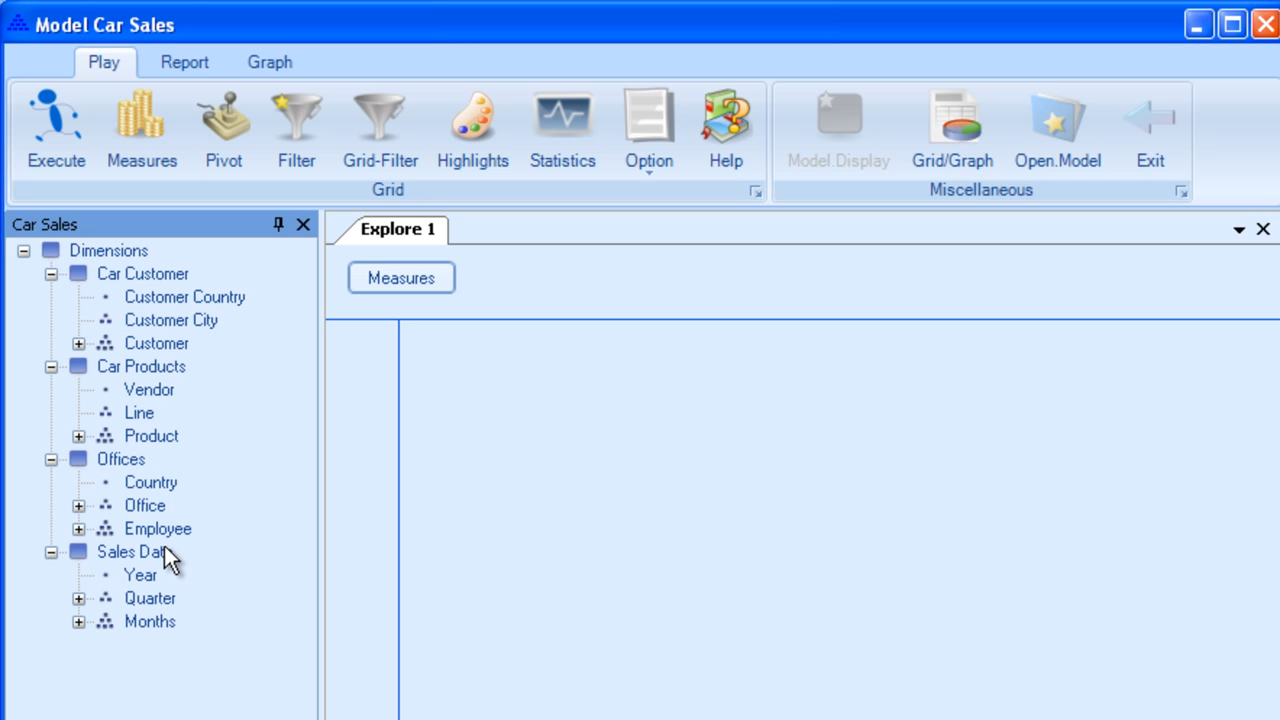 Model Car Sales
Play Report Graph
Execute Measures Pivot Filter Grid-Filter Highlights Statistics Option Help Model.Display Grid/Graph Open.Model Exit
Grid Miscellaneous
Car Sales
Explore 1
Measures
Dimensions
Car Customer
Customer Country
Customer City
Customer
Car Products
Vendor
Line
Product
Offices
Country
Office
Employee
Sales
Year
Quarter
Months